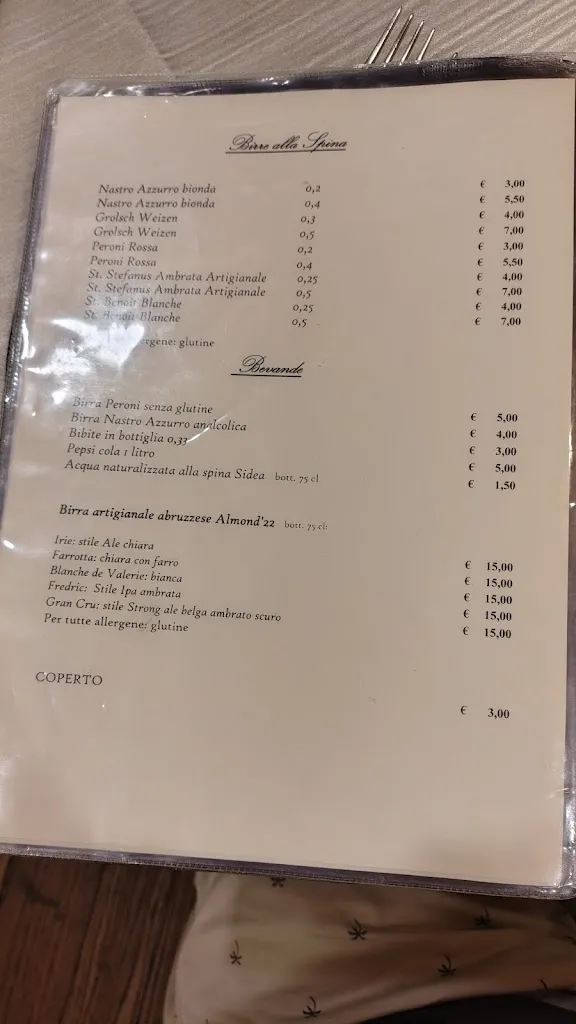 Birre alla Spina
Nastro Azzurro bionda 0,2 € 3,00
Nastro Azzurro bionda 0,4 € 5,50
Grolsch Weizen 0,3 € 4,00
Grolsch Weizen 0,5 € 7,00
Peroni Rossa 0,2 € 3,00
Peroni Rossa 0,4 € 5,50
St. Stefanus Ambrata Artigianale 0,25 € 4,00
St. Stefanus Ambrata Artigianale 0,5 € 7,00
St. Benoit Blanche 0,25 € 4,00
St. Benoit Blanche 0,5 € 7,00
glutine
Bevande
Birra Peroni senza glutine € 5,00
Birra Nastro Azzurro analcolica € 4,00
Bibite in bottiglia 0,33 € 3,00
Pepsi cola 1 litro € 5,00
Acqua naturalizzata alla spina Sidea bott. 75 cl € 1,50
Birra artigianale abruzzese Almond'22 bott. 75 cl:
Irie: stile Ale chiara € 15,00
Farrotta: chiara con farro € 15,00
Blanche de Valerie: bianca € 15,00
Fredric: Stile Ipa ambrata € 15,00
Gran Cru: stile Strong ale belga ambrato scuro € 15,00
Per tutte allergene: glutine
COPERTO € 3,00